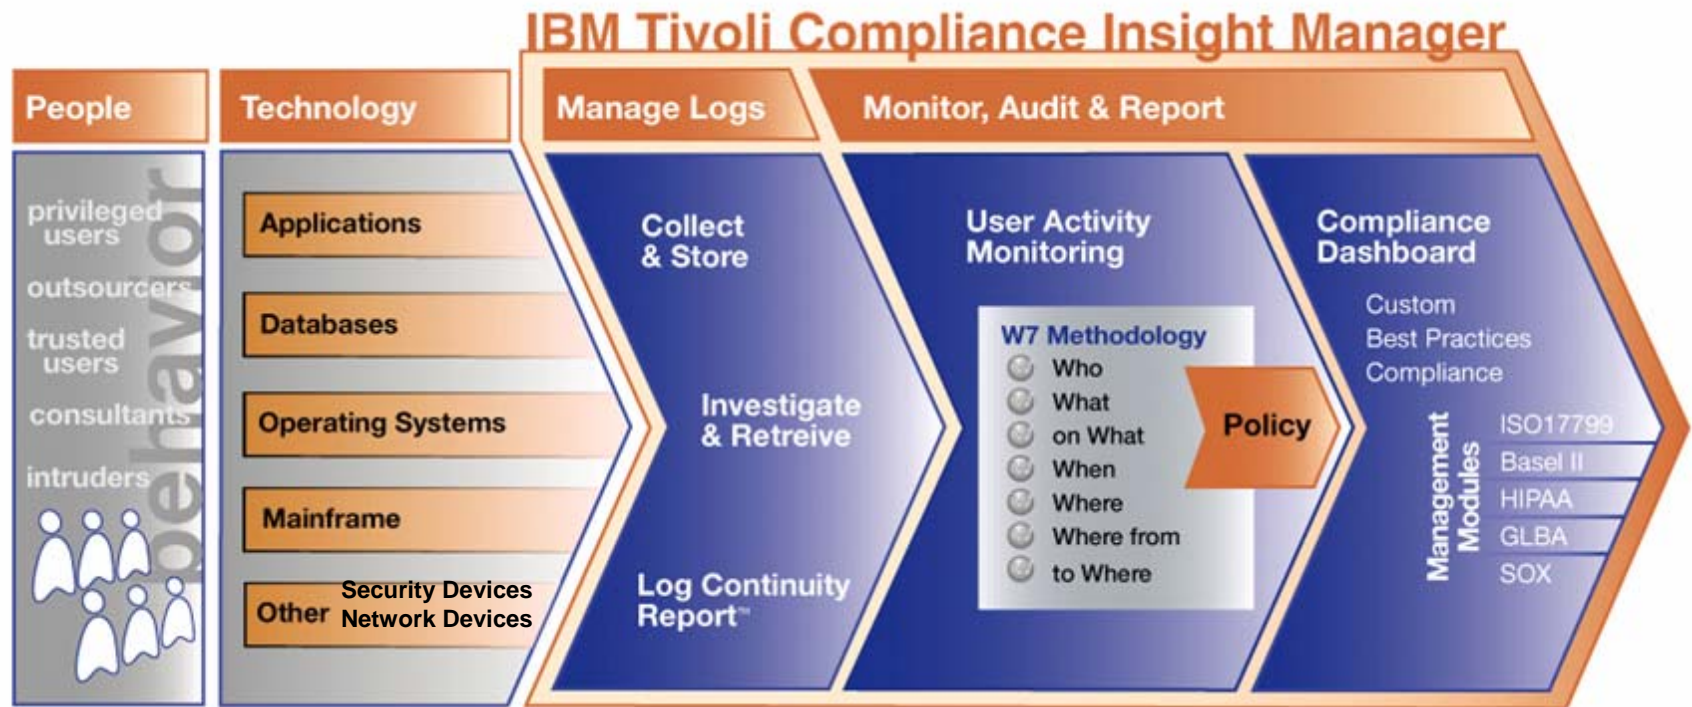 IBM Tivoli Compliance Insight Manager
People
Technology
Manage Logs
Monitor, Audit & Report
behavior
privileged
users
outsourcers
trusted
users
consultants
intruders
Applications
Databases
Operating Systems
Mainframe
Other
Security Devices
Network Devices
Collect
& Store
Investigate
& Retreive
Log Continuity
Report™
User Activity
Monitoring
W7 Methodology
Who
What
on What
When
Where
Where from
to Where
Policy
Compliance
Dashboard
Custom
Best Practices
Compliance
Management
Modules
ISO17799
Basel II
HIPAA
GLBA
SOX